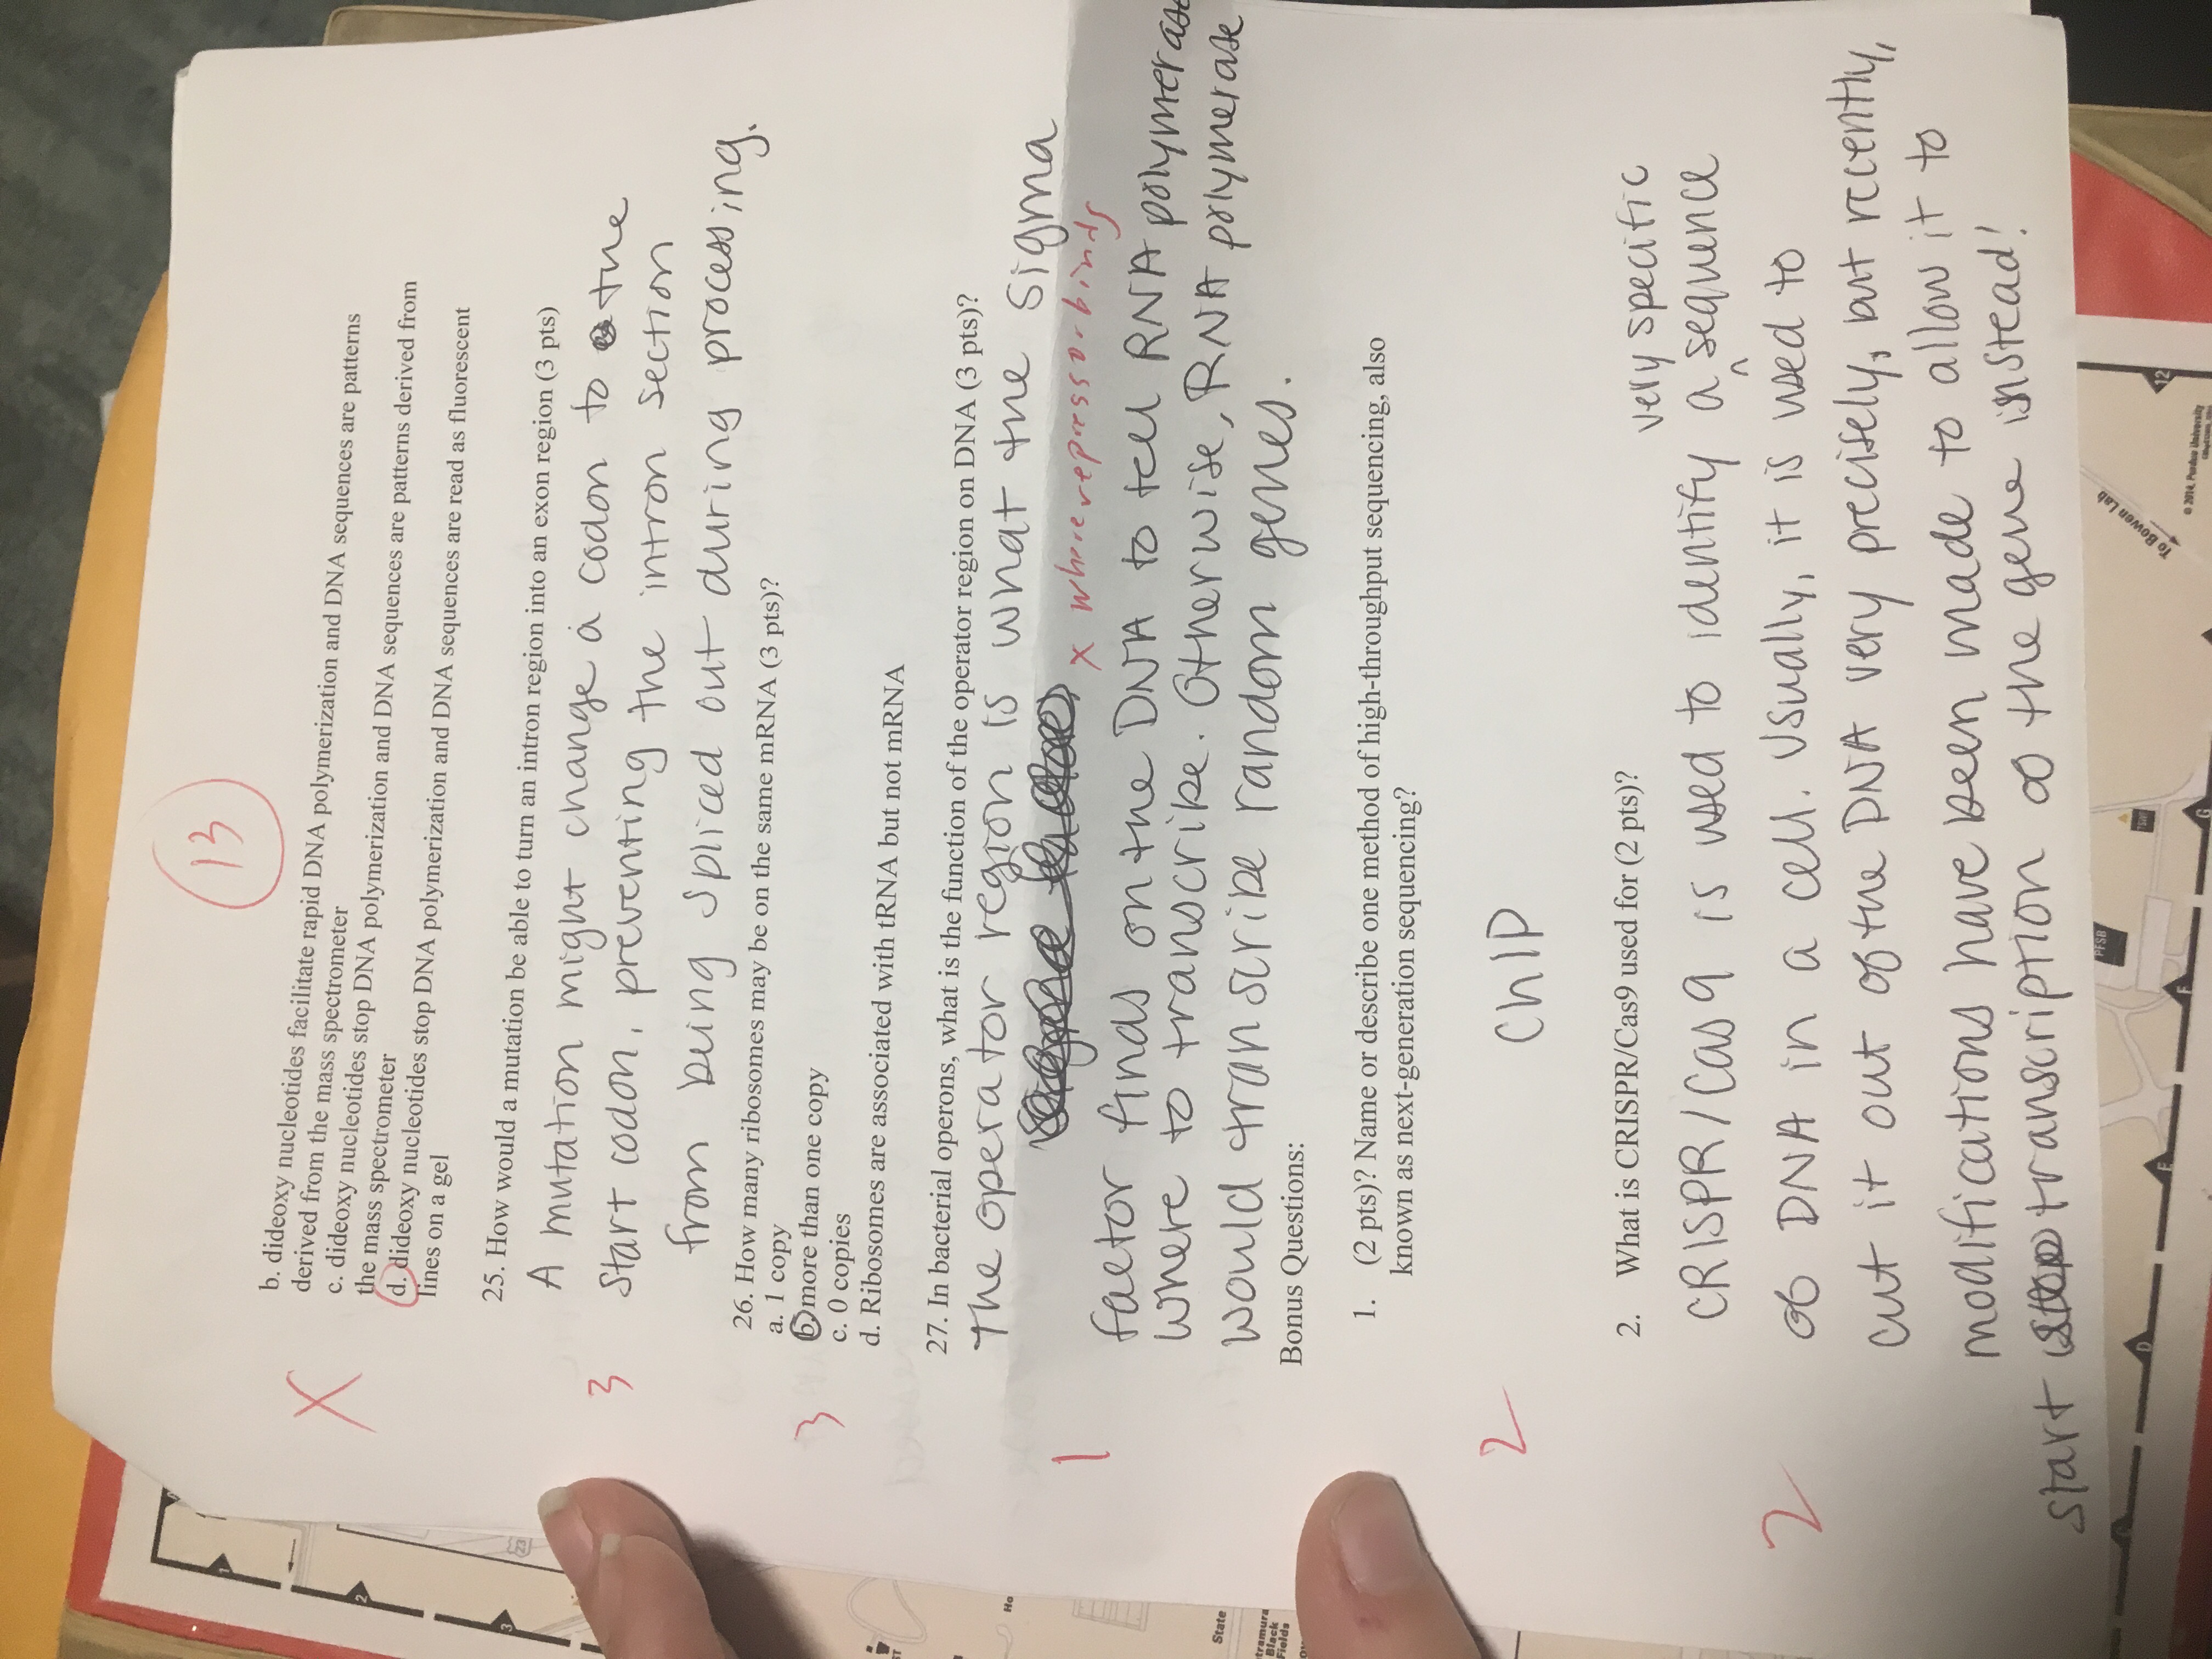 13
X
b. dideoxy nucleotides facilitate rapid DNA polymerization and DNA sequences are patterns
derived from the mass spectrometer
c. dideoxy nucleotides stop DNA polymerization and DNA sequences are patterns derived from
the mass spectrometer
d. dideoxy nucleotides stop DNA polymerization and DNA sequences are read as fluorescent
lines on a gel
25. How would a mutation be able to turn an intron region into an exon region (3 pts)
A mutation might change a codon to the
3
start codon, preventing the intron section
from being spliced out during processing.
26. How many ribosomes may be on the same mRNA (3 pts)?
a. 1 copy
3
b. more than one copy
c. 0 copies
d. Ribosomes are associated with tRNA but not mRNA
27. In bacterial operons, what is the function of the operator region on DNA (3 pts)?
The operator region is what the sigma
1
x where repressor binds
factor finds on the DNA to tell RNA polymerase
where to transcribe. Otherwise, RNA polymerase
would transcribe random genes.
Bonus Questions:
1. (2 pts)? Name or describe one method of high-throughput sequencing, also
known as next-generation sequencing?
2
ChIP
2. What is CRISPR/Cas9 used for (2 pts)?
very specific
CRISPR/Cas9 is used to identify a ^ sequence
2
of DNA in a cell. Usually, it is used to
cut it out of the DNA very precisely, but recently,
modifications have been made to allow it to
start transcription of the gene instead!
1
2
3
23
Ho
State
tramura
Black
Fields
PFSB
To Bowen Lab
12
D
E
F
G
© 2014, Purdue University